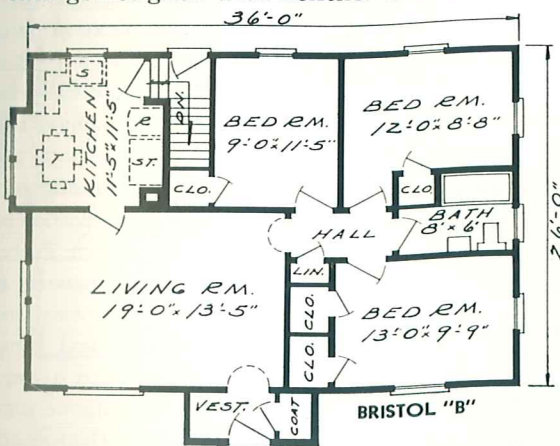 36'-0"
S
KITCHEN
11'-5"x11'-5"
R
ST.
T
DN.
BED RM.
9'-0"x11'-5"
BED RM.
12'-0"x8'-8"
CLO.
CLO.
BATH
8'x6'
HALL
26'-0"
LIN.
LIVING RM.
19'-0"x13'-5"
CLO.
BED RM.
13'-0"x9'-9"
CLO.
VEST.
COAT
BRISTOL "B"